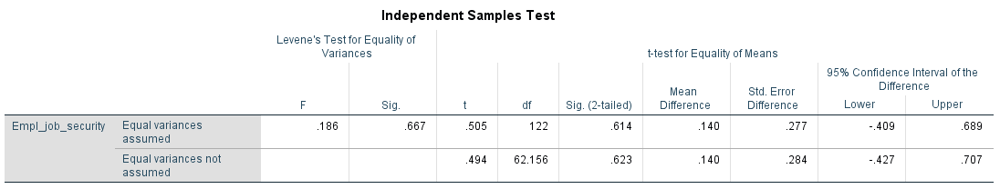 Independent Samples Test
Levene's Test for Equality of
Variances
t-test for Equality of Means
95% Confidence Interval of the
Difference
F
Sig.
t
df
Sig. (2-tailed)
Mean
Difference
Std. Error
Difference
Lower
Upper
Empl_job_security Equal variances
assumed
.186 .667 .505 122 .614 .140 .277 -.409 .689
Equal variances not
assumed
.494 62.156 .623 .140 .284 -.427 .707